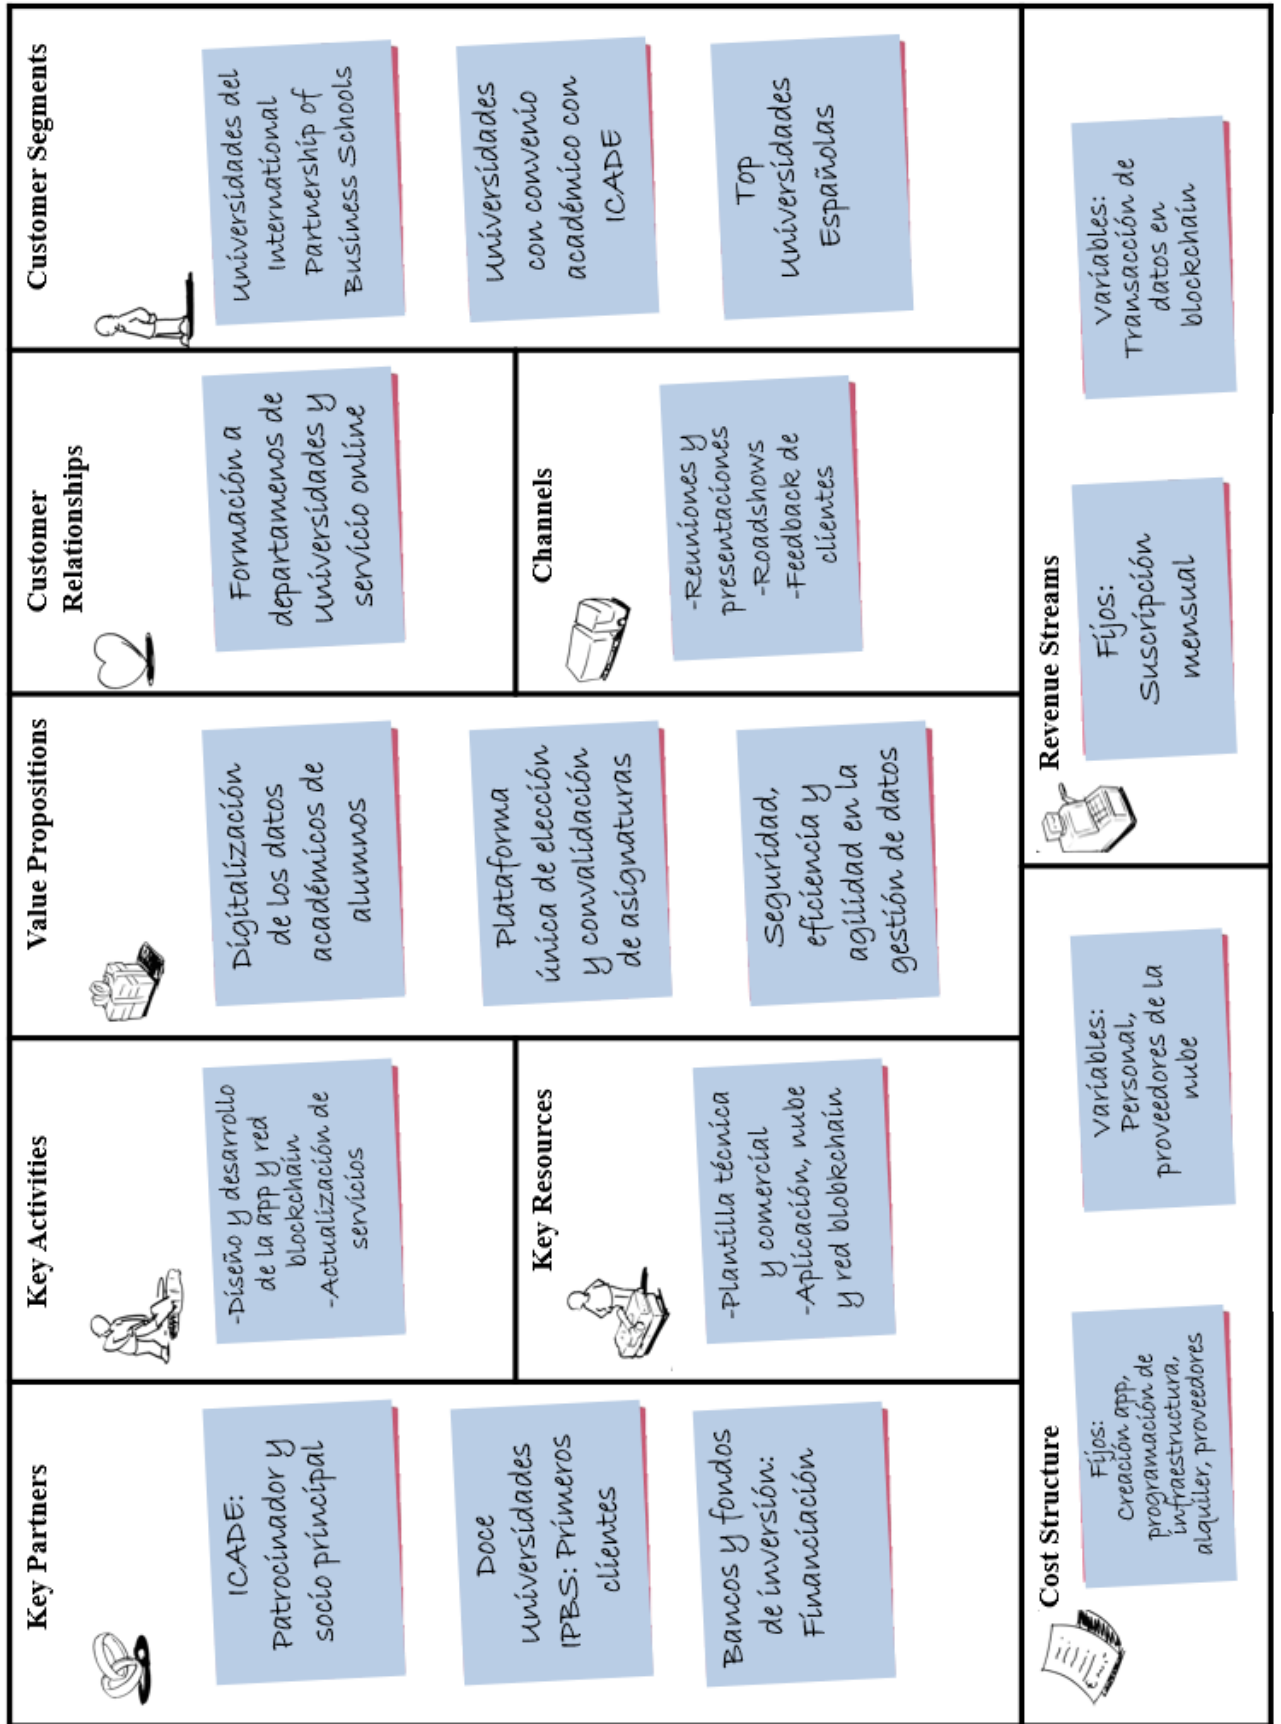 Key Partners
ICADE:
Patrocinador y
socio principal
Doce
Universidades
IPBS: Primeros
clientes
Bancos y fondos
de inversión:
Financiación
Key Activities
-Diseño y desarrollo
de la app y red
blockchain
-Actualización de
servicios
Key Resources
-Plantilla técnica
y comercial
-Aplicación, nube
y red blobkchain
Value Propositions
Digitalización
de los datos
académicos de
alumnos
Plataforma
única de elección
y convalidación
de asignaturas
Seguridad,
eficiencia y
agilidad en la
gestión de datos
Customer
Relationships
Formación a
departamenos de
Universidades y
servicio online
Channels
-Reuniones y
presentaciones
-Roadshows
-Feedback de
clientes
Customer Segments
Universidades del
International
Partnership of
Business Schools
Universidades
con convenio
académico con
ICADE
Top
Universidades
Españolas
Cost Structure
Fijos:
Creación app,
programación de
infraestructura,
alquiler, proveedores
Variables:
Personal,
proveedores de la
nube
Revenue Streams
Fijos:
Suscripción
mensual
Variables:
Transacción de
datos en
blockchain